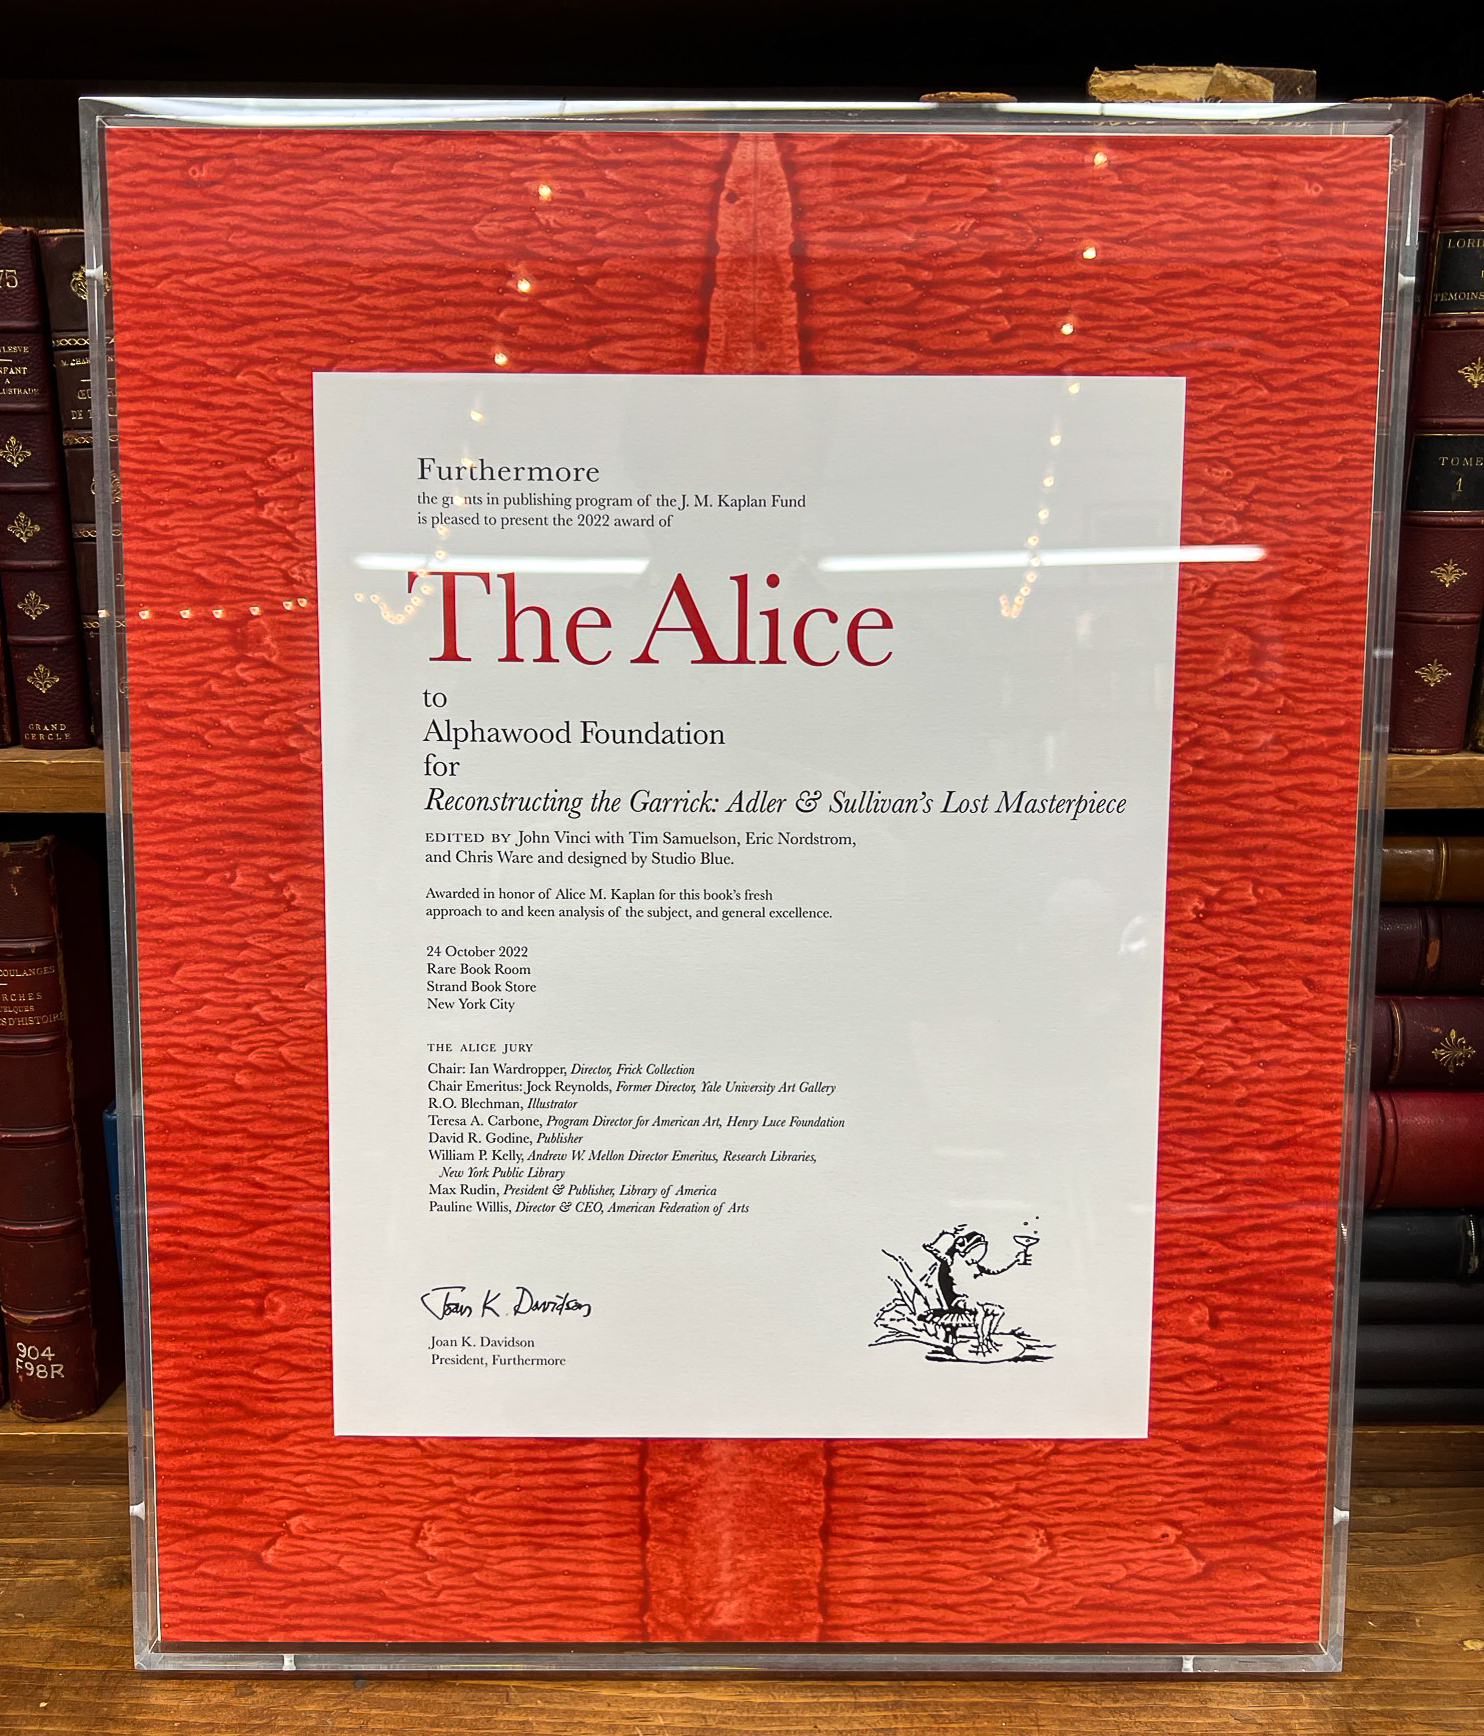 Furthermore
the grants in publishing program of the J. M. Kaplan Fund
is pleased to present the 2022 award of
The Alice
to
Alphawood Foundation
for
Reconstructing the Garrick: Adler & Sullivan's Lost Masterpiece
EDITED BY John Vinci with Tim Samuelson, Eric Nordstrom,
and Chris Ware and designed by Studio Blue.
Awarded in honor of Alice M. Kaplan for this book's fresh
approach to and keen analysis of the subject, and general excellence.
24 October 2022
Rare Book Room
Strand Book Store
New York City
THE ALICE JURY
Chair: Ian Wardropper, Director, Frick Collection
Chair Emeritus: Jock Reynolds, Former Director, Yale University Art Gallery
R.O. Blechman, Illustrator
Teresa A. Carbone, Program Director for American Art, Henry Luce Foundation
David R. Godine, Publisher
William P. Kelly, Andrew W. Mellon Director Emeritus, Research Libraries,
New York Public Library
Max Rudin, President & Publisher, Library of America
Pauline Willis, Director & CEO, American Federation of Arts
Joan K. Davidson
Joan K. Davidson
President, Furthermore
75
A
GRAND
CERCLE
904
F98R
LORD
TEMOINS
TOME
1